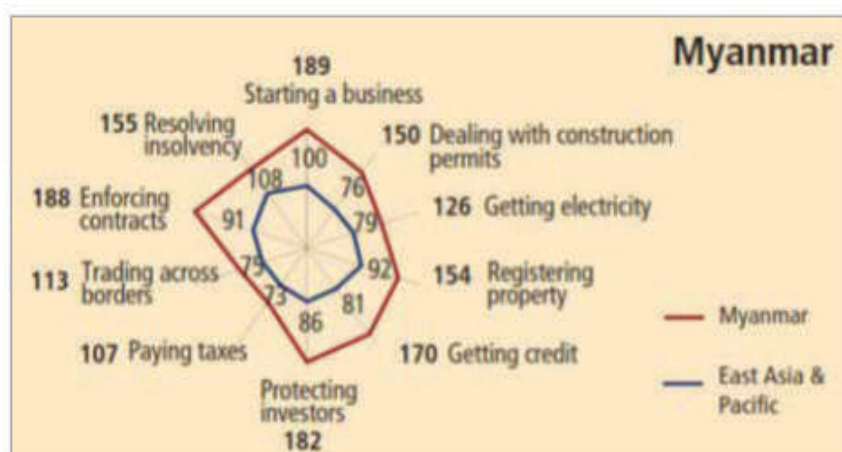 Myanmar
189
Starting a business
155 Resolving
insolvency
150 Dealing with construction
permits
100
108
76
188 Enforcing
contracts
91
79
126 Getting electricity
113 Trading across
borders
75
92
154 Registering
property
73
86
81
Myanmar
107 Paying taxes
170 Getting credit
Protecting
investors
182
East Asia &
Pacific